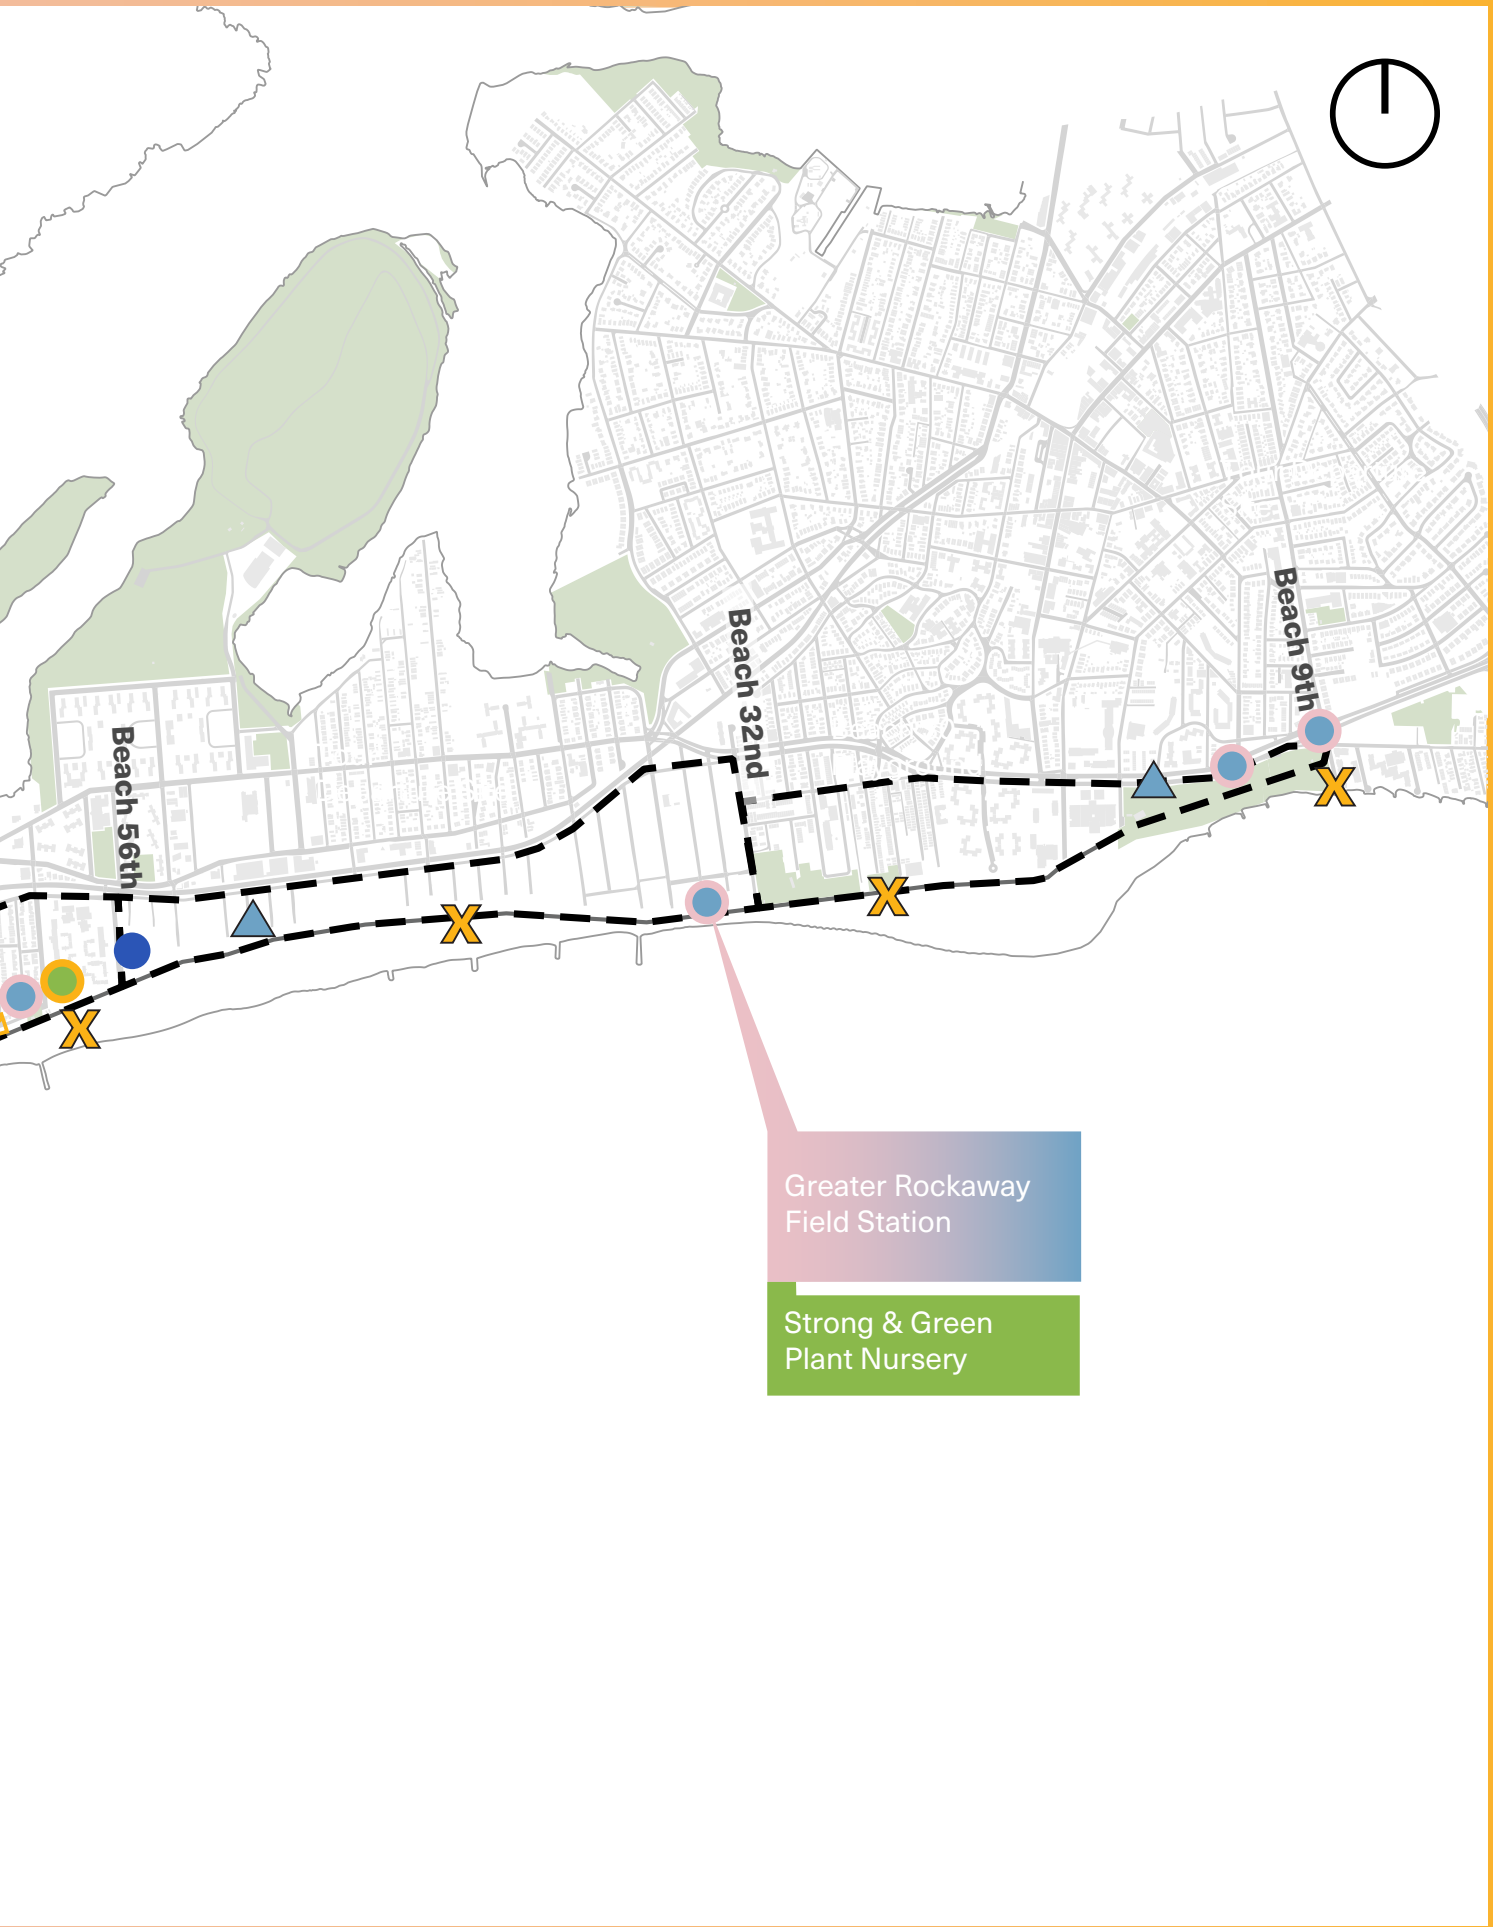 Beach 9th
Beach 32nd
Beach 56th
X
X
X
X
Greater Rockaway
Field Station
Strong & Green
Plant Nursery